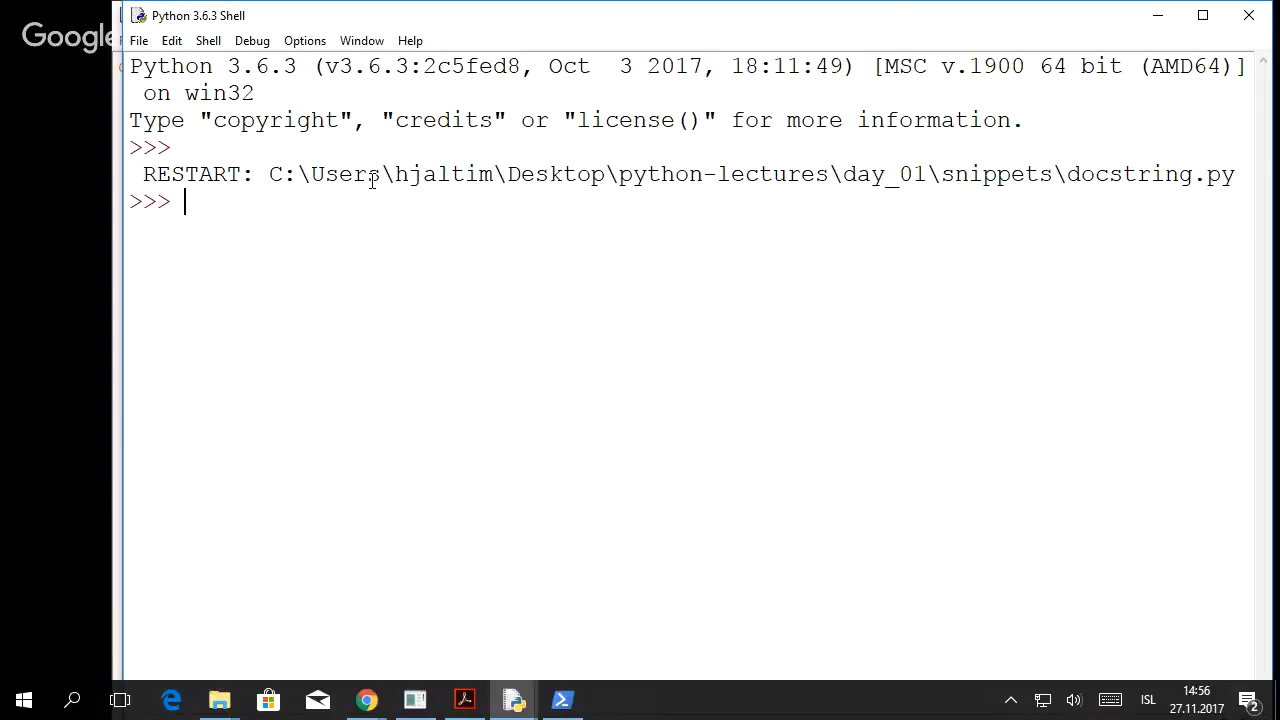 Google
Python 3.6.3 Shell
File Edit Shell Debug Options Window Help
Python 3.6.3 (v3.6.3:2c5fed8, Oct  3 2017, 18:11:49) [MSC v.1900 64 bit (AMD64)]
 on win32
Type "copyright", "credits" or "license()" for more information.
>>>
 RESTART: C:\Users\hjaltim\Desktop\python-lectures\day_01\snippets\docstring.py
>>>
ISL
14:56
27.11.2017
2